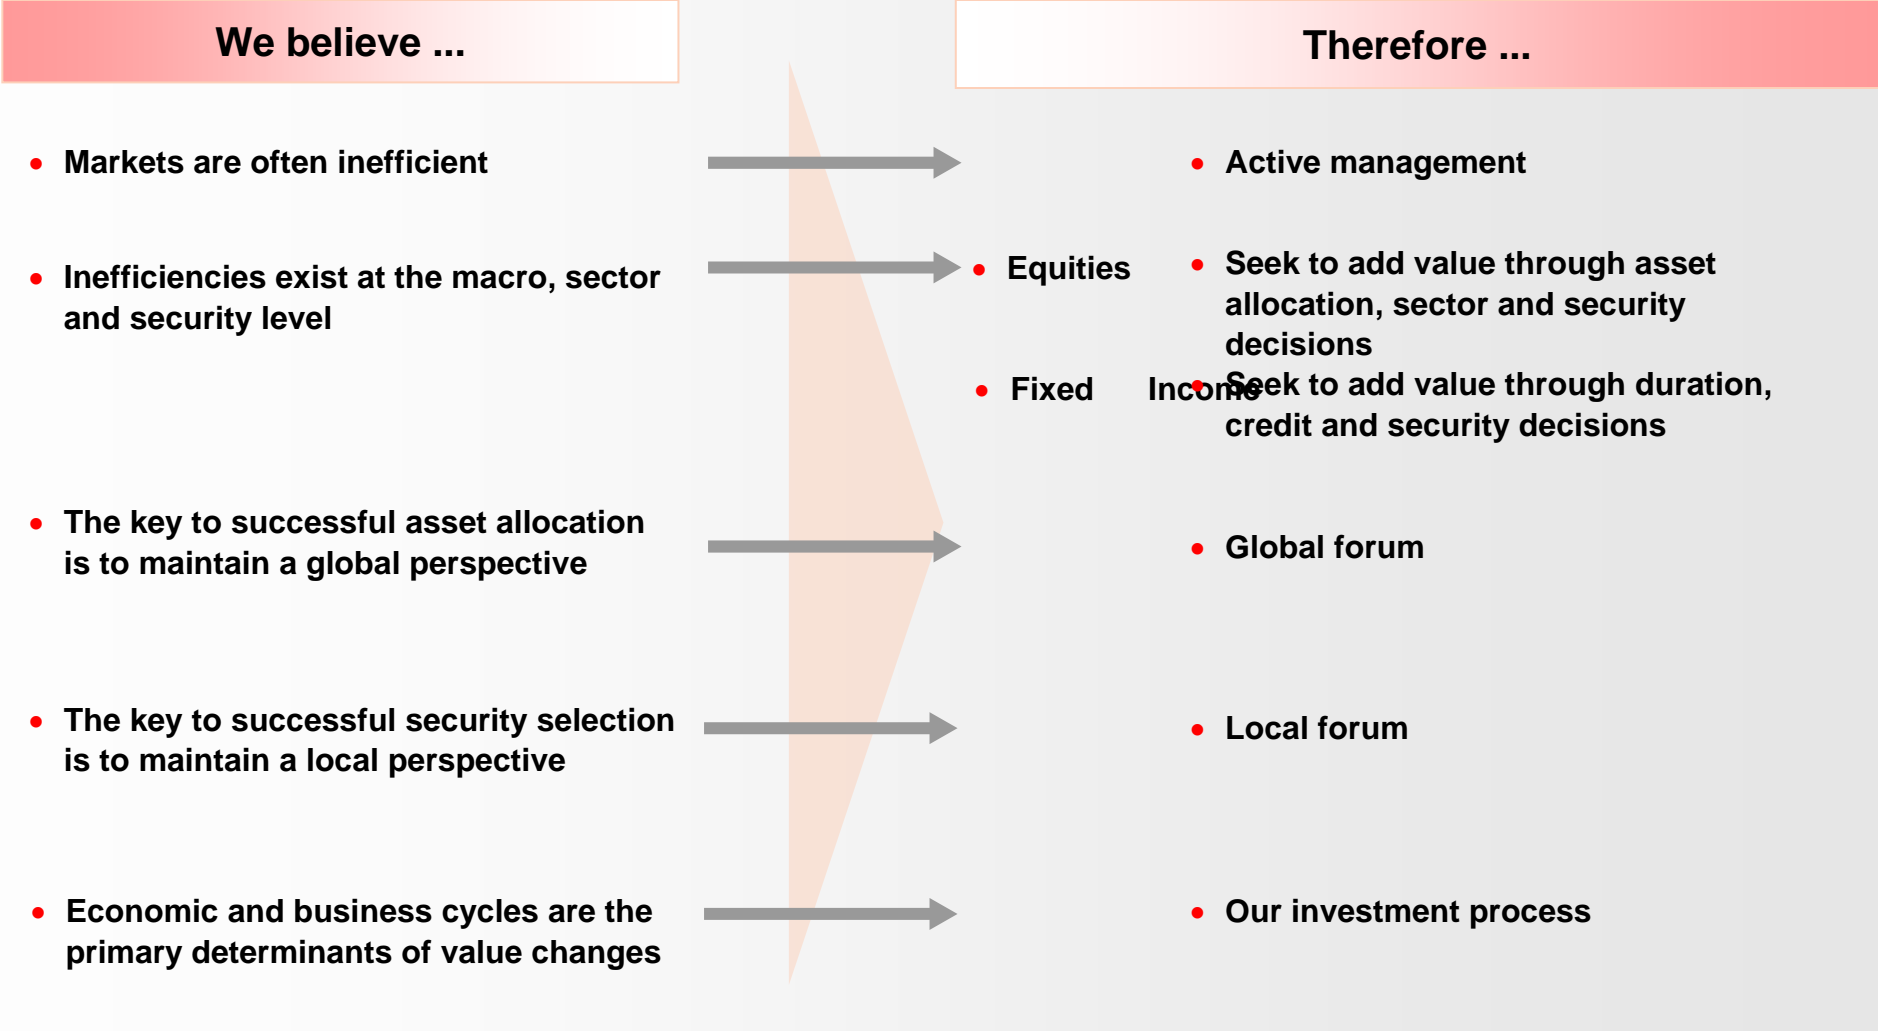 We believe ...
Therefore ...
• Markets are often inefficient
• Active management
• Inefficiencies exist at the macro, sector
and security level
• Equities
• Seek to add value through asset
allocation, sector and security
decisions
• Fixed Income
• Seek to add value through duration,
credit and security decisions
• The key to successful asset allocation
is to maintain a global perspective
• Global forum
• The key to successful security selection
is to maintain a local perspective
• Local forum
• Economic and business cycles are the
primary determinants of value changes
• Our investment process